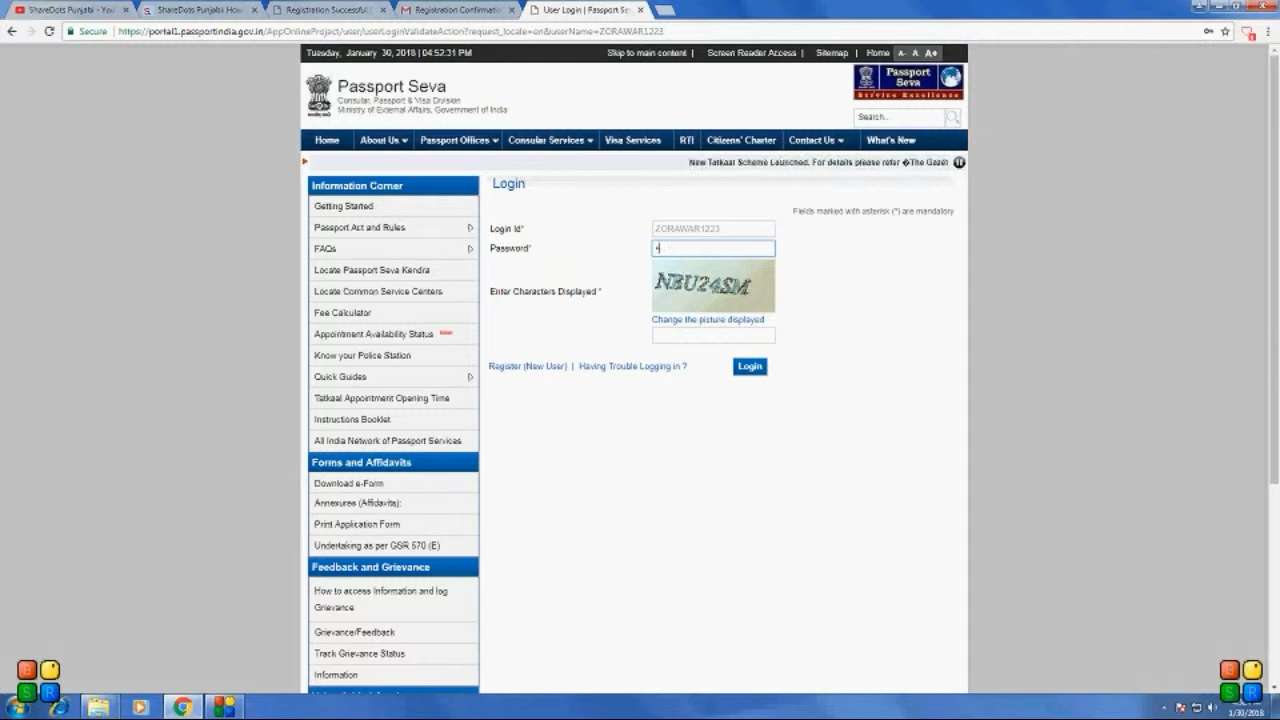 ShareDots Punjabi - You
ShareDots Punjabi Ho
Registration Successful
Registration Confirmatio
User Login | Passport Se
Secure | https://portal1.passportindia.gov.in/AppOnlineProject/user/userLoginValidateAction?request_locale=en&userName=ZORAWAR1223
Tuesday, January 30, 2018 | 04:52:31 PM
Skip to main content | Screen Reader Access | Sitemap | Home A- A A+
Passport Seva
Consular, Passport & Visa Division
Ministry of External Affairs, Government of India
Passport
Seva
Service Excellence
Search...
Home About Us Passport Offices Consular Services Visa Services RTI Citizens' Charter Contact Us What's New
New Tatkaal Scheme Launched. For details please refer �The Gazet
Information Corner
Getting Started
Passport Act and Rules
FAQs
Locate Passport Seva Kendra
Locate Common Service Centers
Fee Calculator
Appointment Availability Status
Know your Police Station
Quick Guides
Tatkaal Appointment Opening Time
Instructions Booklet
All India Network of Passport Services
Forms and Affidavits
Download e-Form
Annexures (Affidavits):
Print Application Form
Undertaking as per GSR 570 (E)
Feedback and Grievance
How to access Information and log
Grievance
Grievance/Feedback
Track Grievance Status
Information
Login
Fields marked with asterisk (*) are mandatory
Login Id* ZORAWAR1223
Password*
NBU24SM
Enter Characters Displayed *
Change the picture displayed
Register (New User) | Having Trouble Logging in ? Login
E
S R
E
S R
1/30/2018